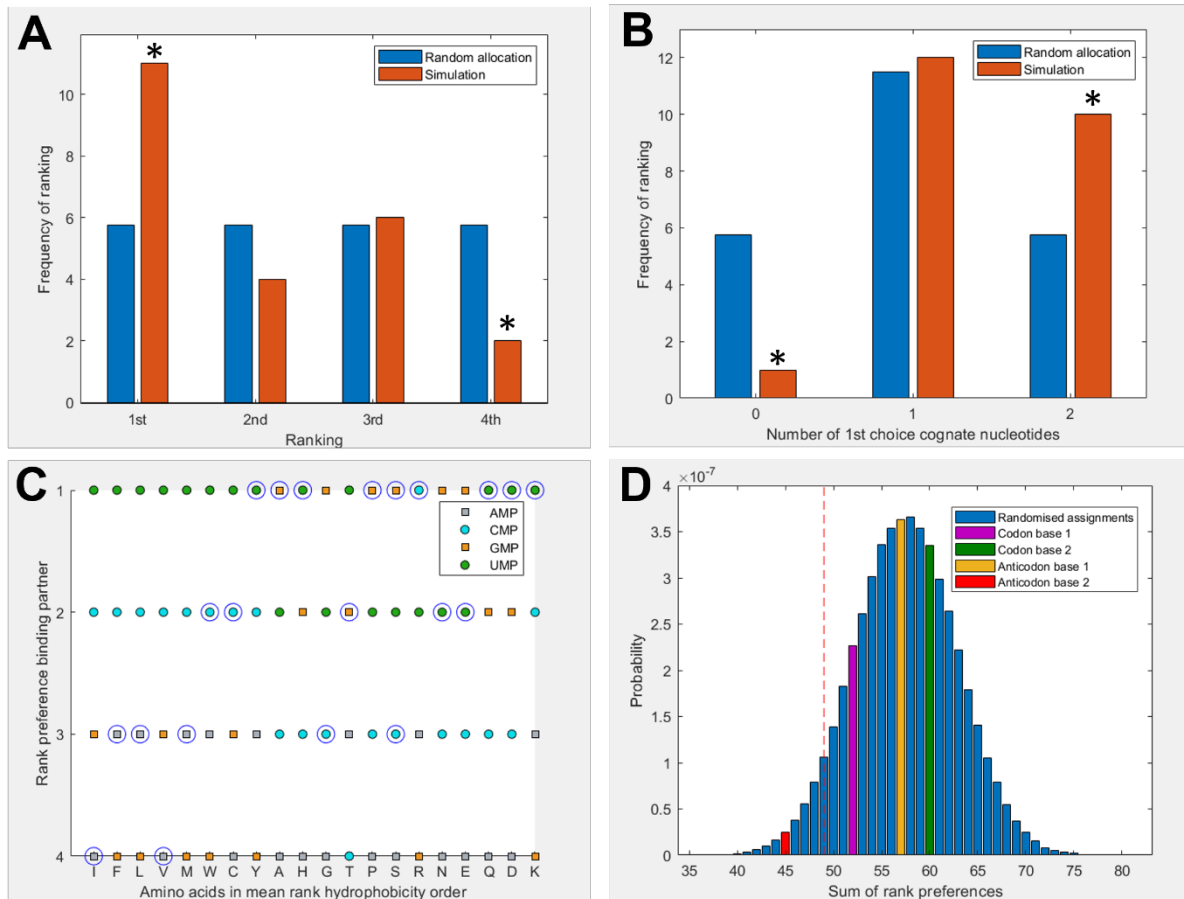 A
*
Random allocation
Simulation
*
Frequency of ranking
10
8
6
4
2
0
1st 2nd 3rd 4th
Ranking
B
Random allocation
Simulation
*
*
Frequency of ranking
12
10
8
6
4
2
0
0 1 2
Number of 1st choice cognate nucleotides
C
AMP
CMP
GMP
UMP
Rank preference binding partner
1
2
3
4
I F L V M W C Y A H G T P S R N E Q D K
Amino acids in mean rank hydrophobicity order
D
×10-7
Randomised assignments
Codon base 1
Codon base 2
Anticodon base 1
Anticodon base 2
Probability
4
3.5
3
2.5
2
1.5
1
0.5
0
35 40 45 50 55 60 65 70 75 80
Sum of rank preferences